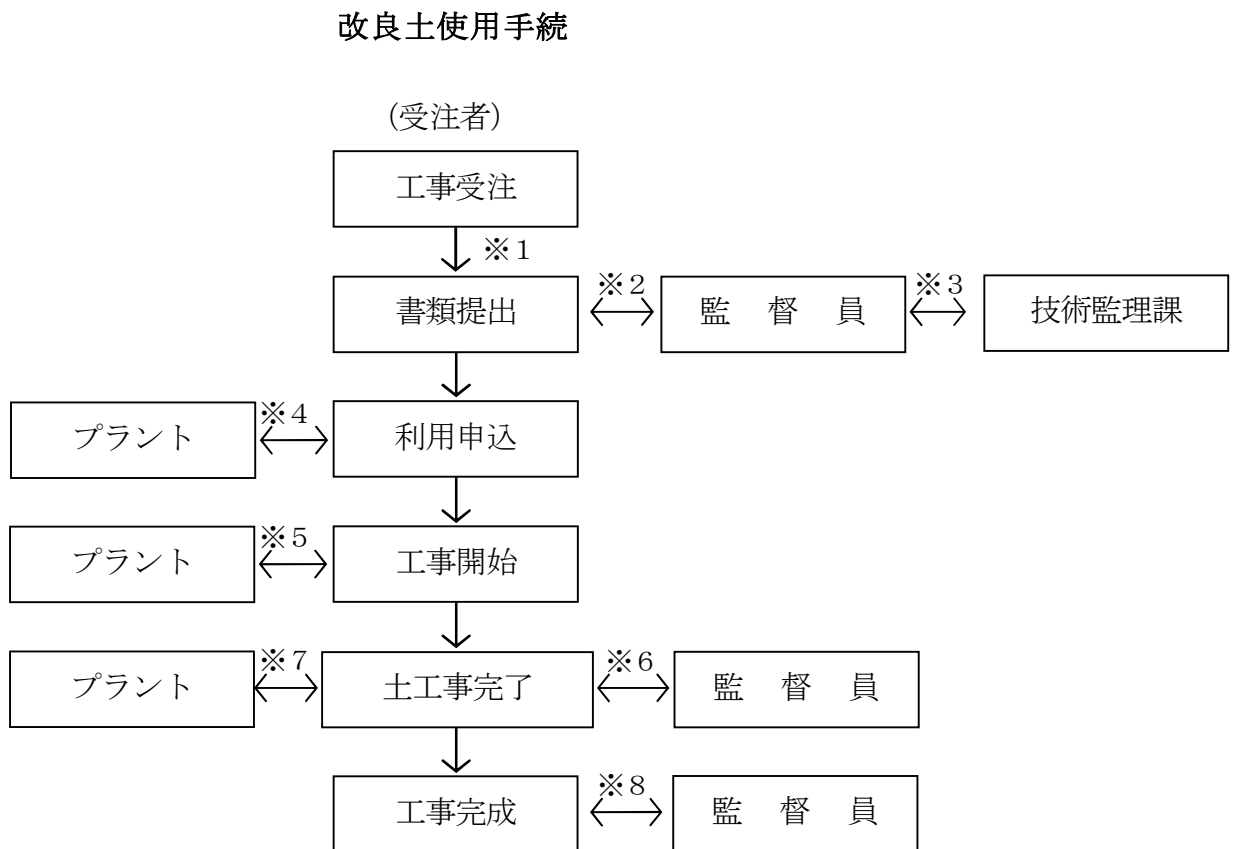 改良土使用手続
(受注者)
工事受注
※1
書類提出 ※2 監 督 員 ※3 技術監理課
プラント ※4 利用申込
プラント ※5 工事開始
プラント ※7 土工事完了 ※6 監 督 員
工事完成 ※8 監 督 員